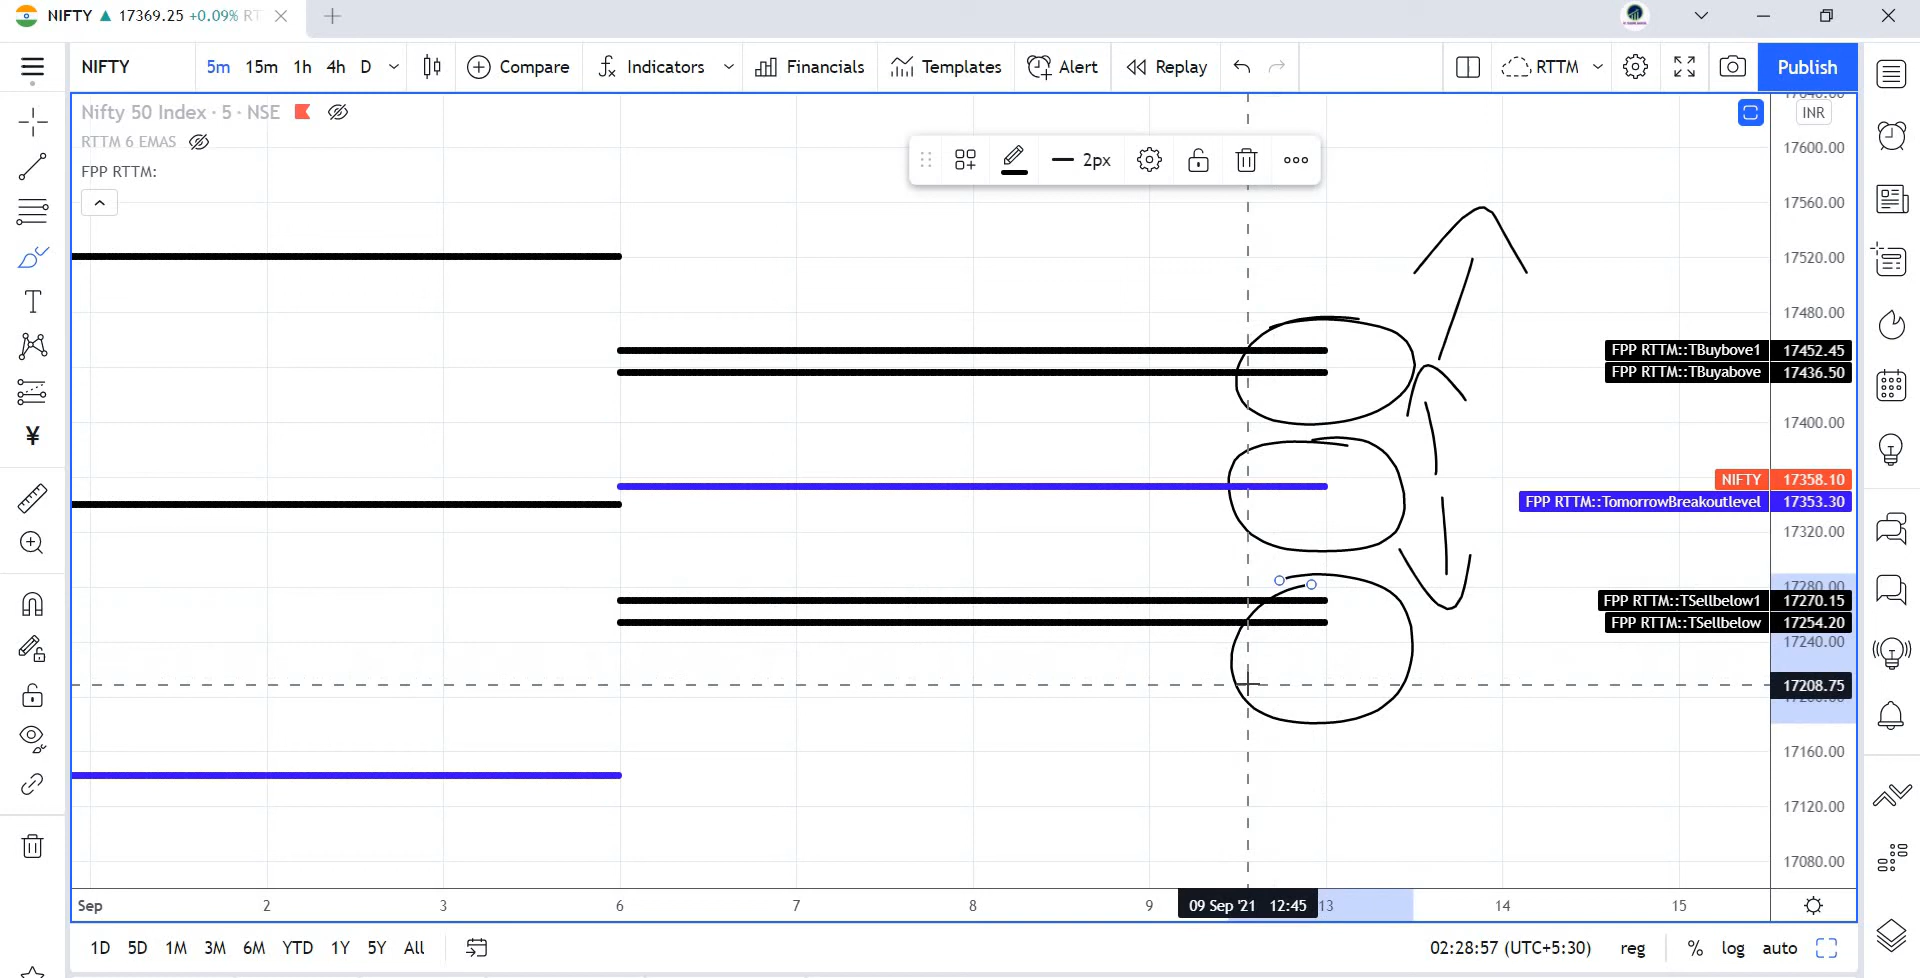 NIFTY ▲ 17369.25 +0.09% RT
NIFTY 5m 15m 1h 4h D Compare Indicators Financials Templates Alert Replay RTTM Publish
Nifty 50 Index · 5 · NSE
RTTM 6 EMAS
FPP RTTM:
2px
INR
17640.00
17600.00
17560.00
17520.00
17480.00
FPP RTTM::TBuybove1 17452.45
FPP RTTM::TBuyabove 17436.50
17400.00
NIFTY 17358.10
FPP RTTM::TomorrowBreakoutlevel 17353.30
17320.00
17280.00
FPP RTTM::TSellbelow1 17270.15
FPP RTTM::TSellbelow 17254.20
17240.00
17208.75
17160.00
17120.00
17080.00
Sep 2 3 6 7 8 9 09 Sep '21 12:45 13 14 15
1D 5D 1M 3M 6M YTD 1Y 5Y All 02:28:57 (UTC+5:30) reg % log auto